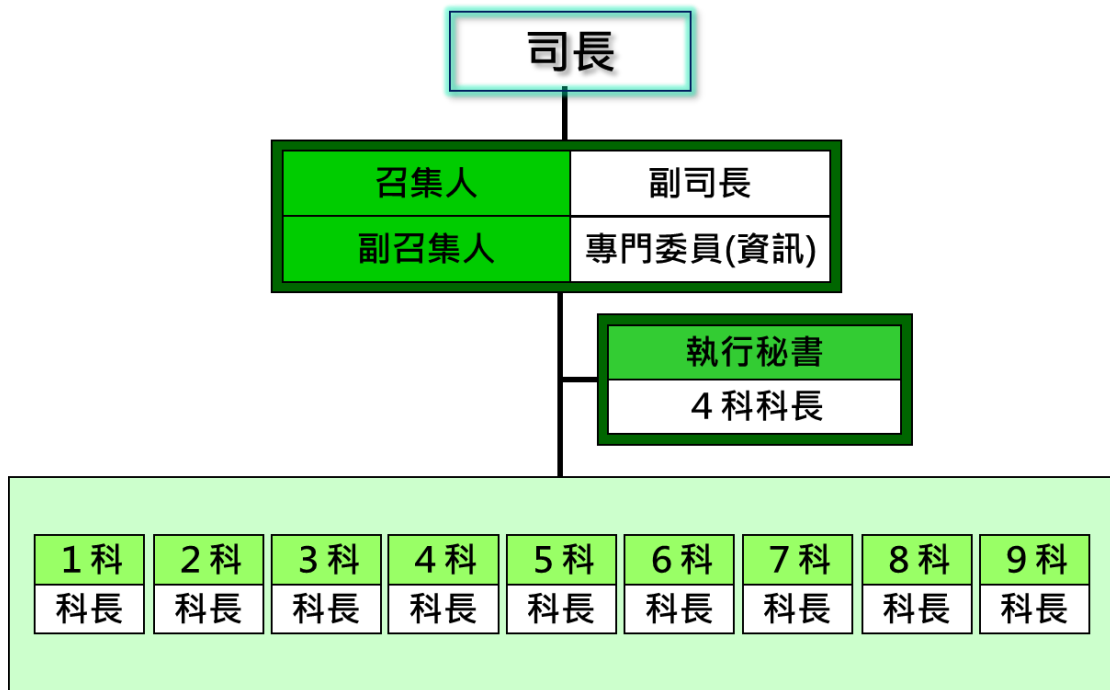 司長
召集人 副司長
副召集人 專門委員(資訊)
執行秘書
４科科長
１科 ２科 ３科 ４科 ５科 ６科 ７科 ８科 ９科
科長 科長 科長 科長 科長 科長 科長 科長 科長